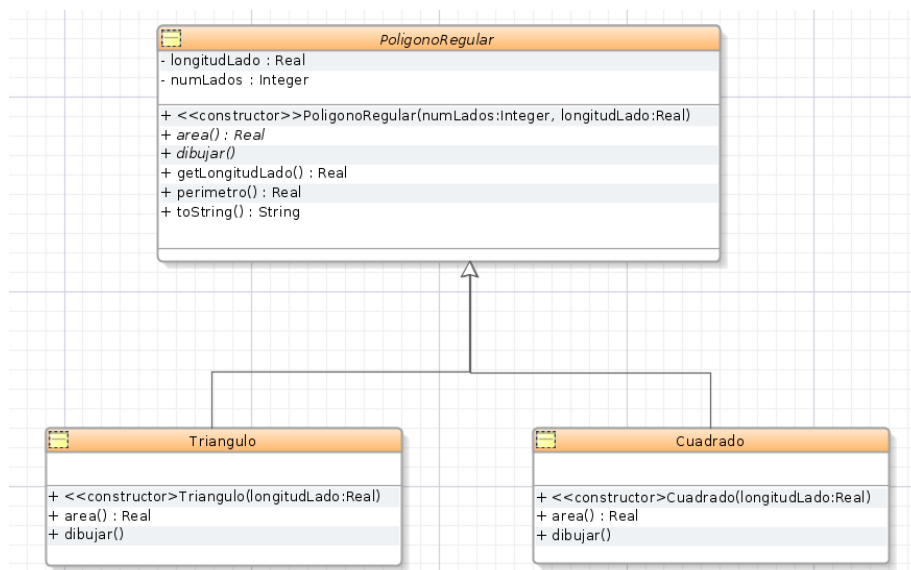 PoligonoRegular
- longitudLado : Real
- numLados : Integer
+ <<constructor>>PoligonoRegular(numLados:Integer, longitudLado:Real)
+ area() : Real
+ dibujar()
+ getLongitudLado() : Real
+ perimetro() : Real
+ toString() : String
Triangulo
+ <<constructor>Triangulo(longitudLado:Real)
+ area() : Real
+ dibujar()
Cuadrado
+ <<constructor>Cuadrado(longitudLado:Real)
+ area() : Real
+ dibujar()